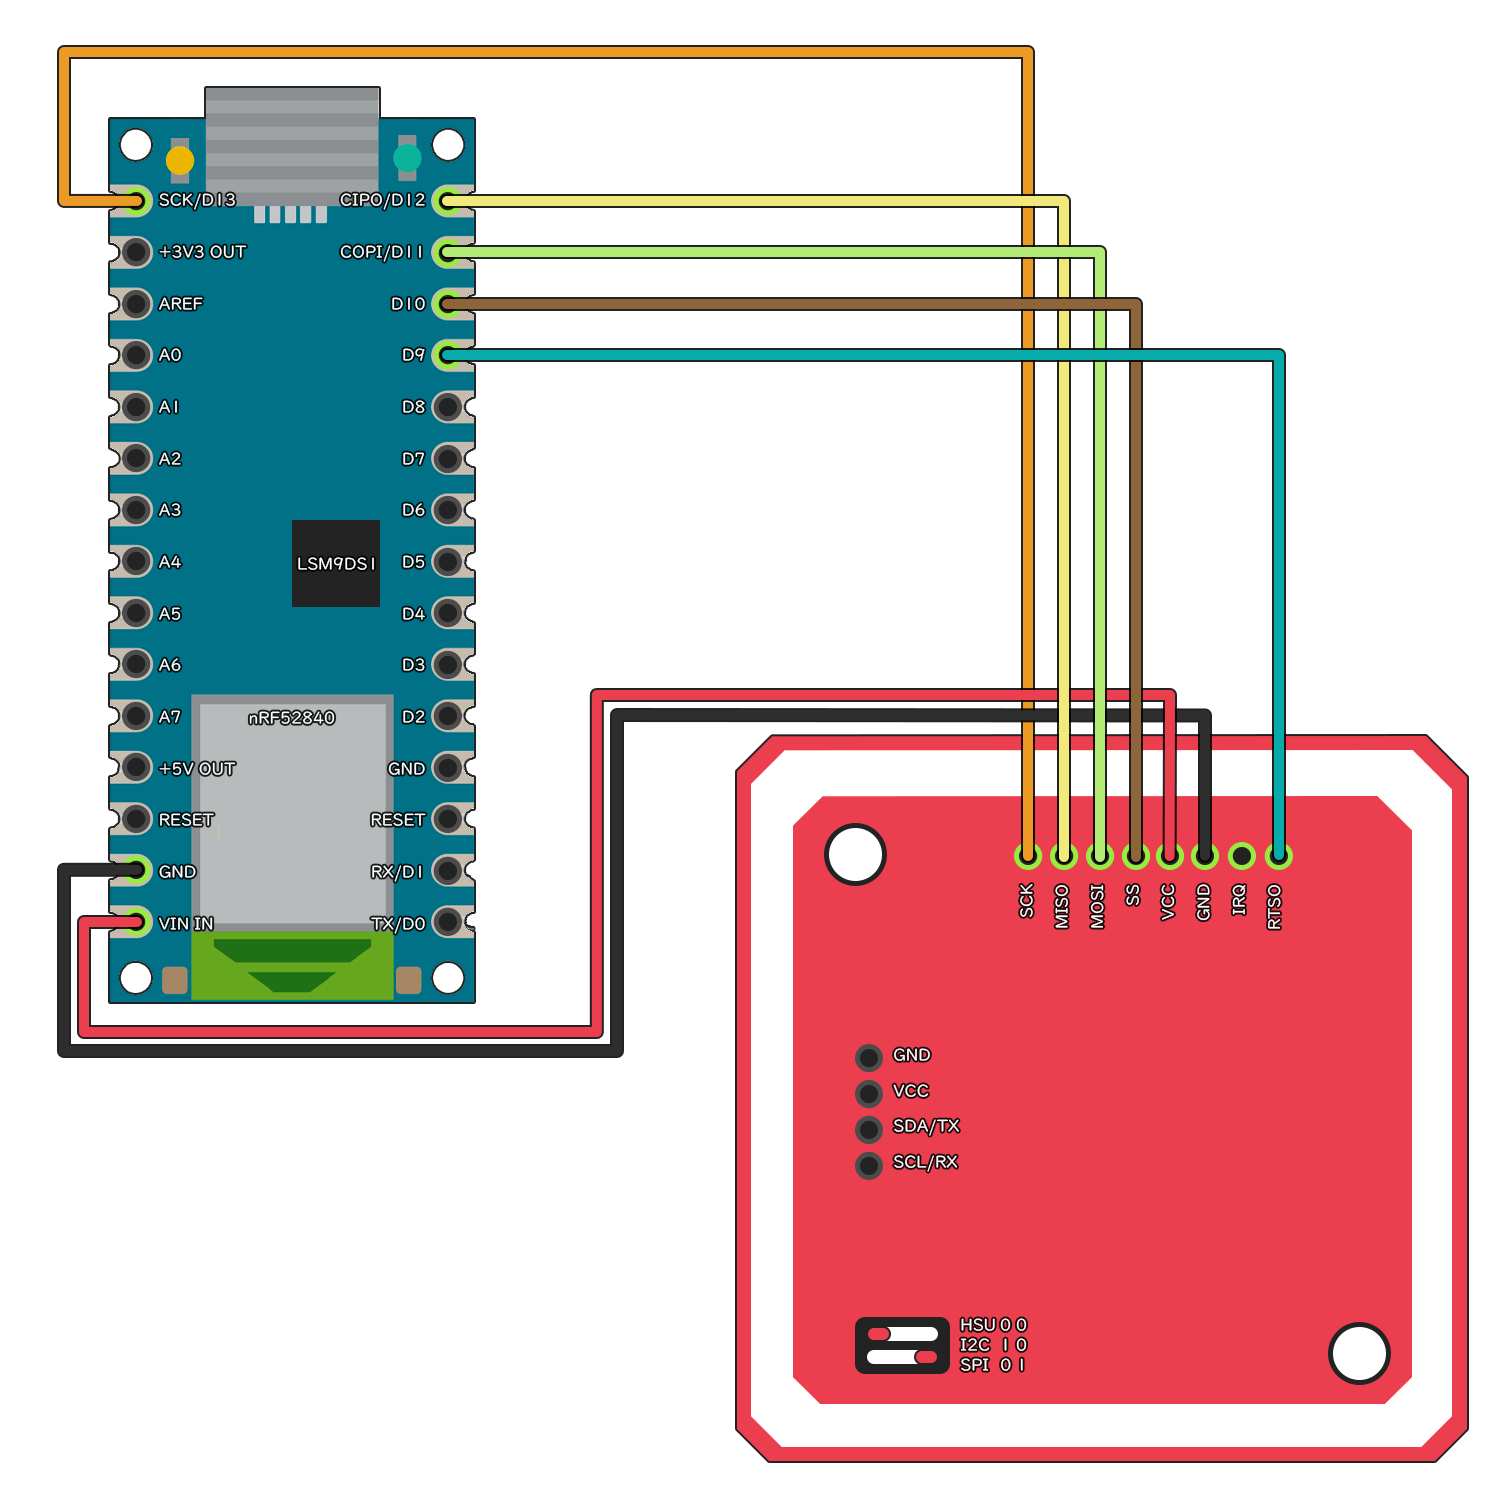 SCK/D13
+3V3 OUT
AREF
A0
A1
A2
A3
A4
A5
A6
A7
+5V OUT
RESET
GND
VIN IN
CIPO/D12
COPI/D11
D10
D9
D8
D7
D6
D5
D4
D3
D2
GND
RESET
RX/D1
TX/D0
LSM9DS1
nRF52840
SCK
MISO
MOSI
SS
VCC
GND
IRQ
RTSO
GND
VCC
SDA/TX
SCL/RX
HSU 0 0
I2C 1 0
SPI 0 1